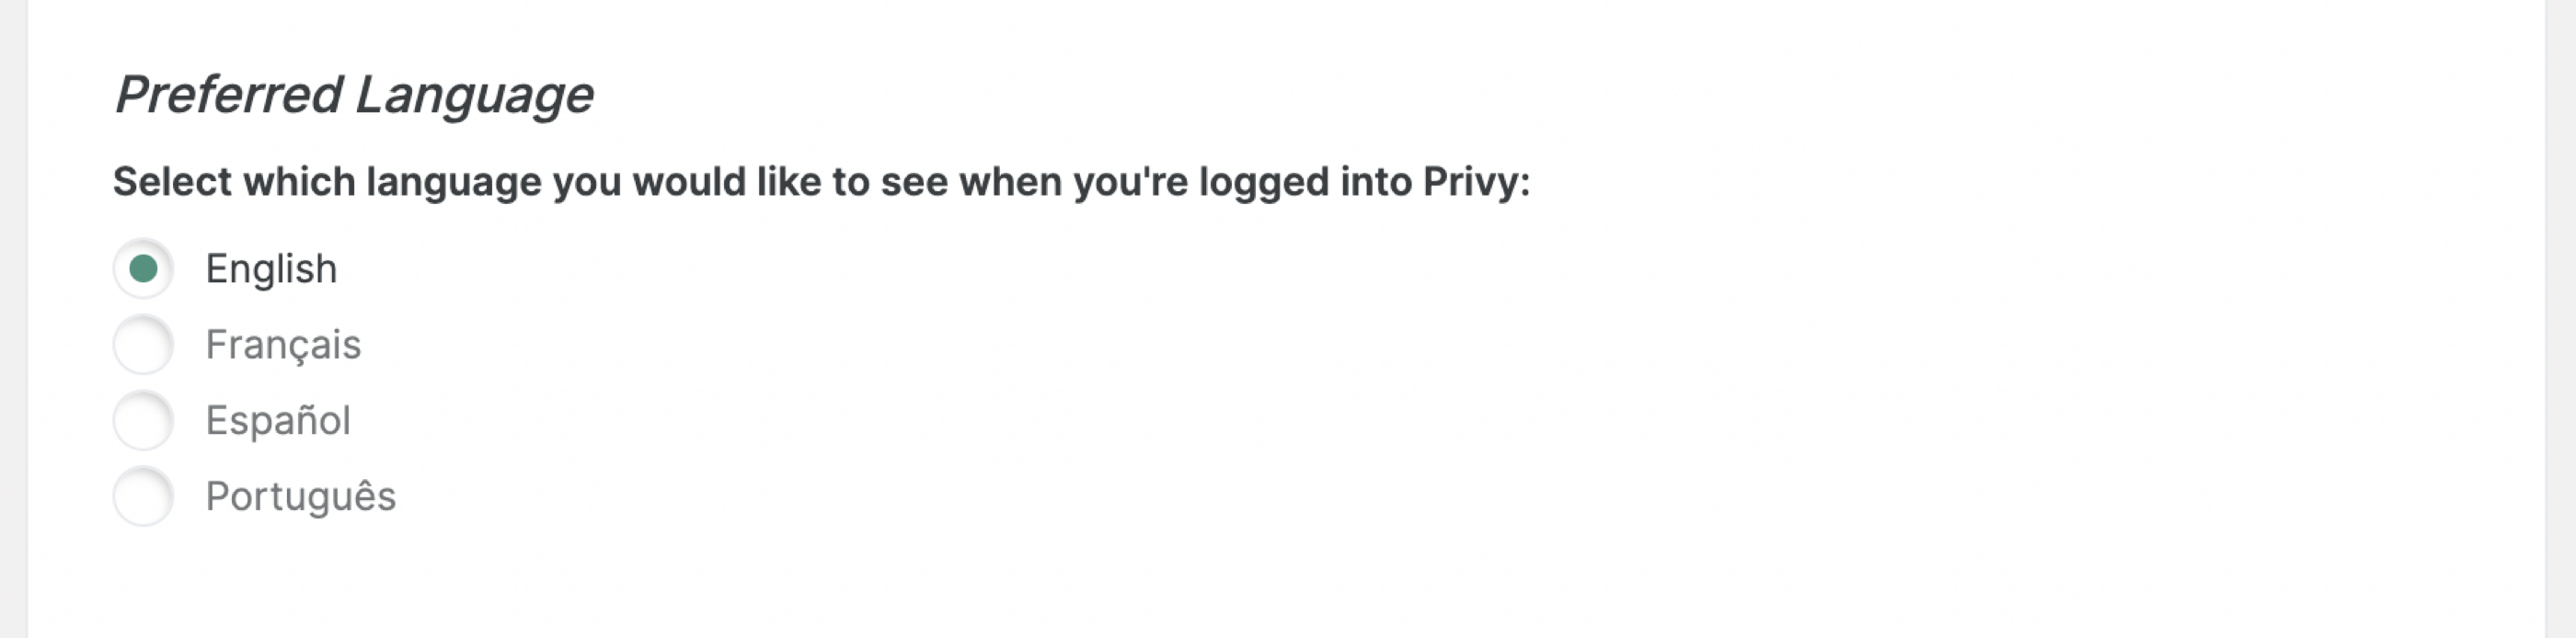 Preferred Language
Select which language you would like to see when you're logged into Privy:
English
Français
Español
Português